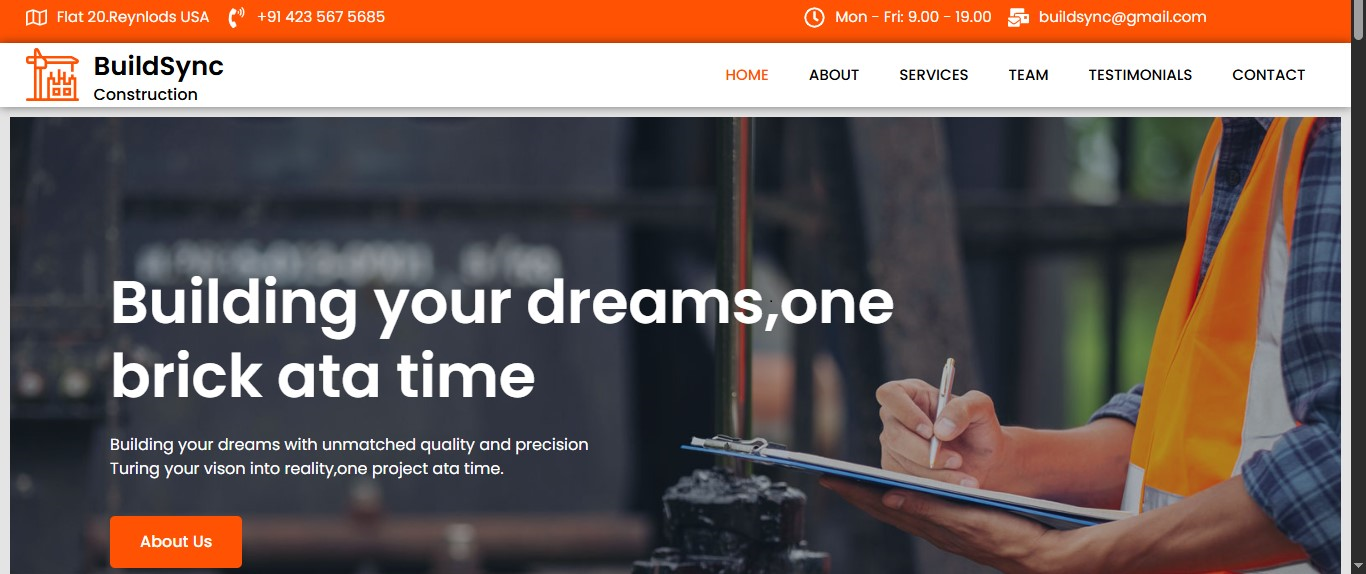 Flat 20.Reynlods USA +91 423 567 5685 Mon - Fri: 9.00 - 19.00 buildsync@gmail.com
BuildSync
Construction
HOME ABOUT SERVICES TEAM TESTIMONIALS CONTACT
Building your dreams,one
brick ata time
Building your dreams with unmatched quality and precision
Turing your vison into reality,one project ata time.
About Us